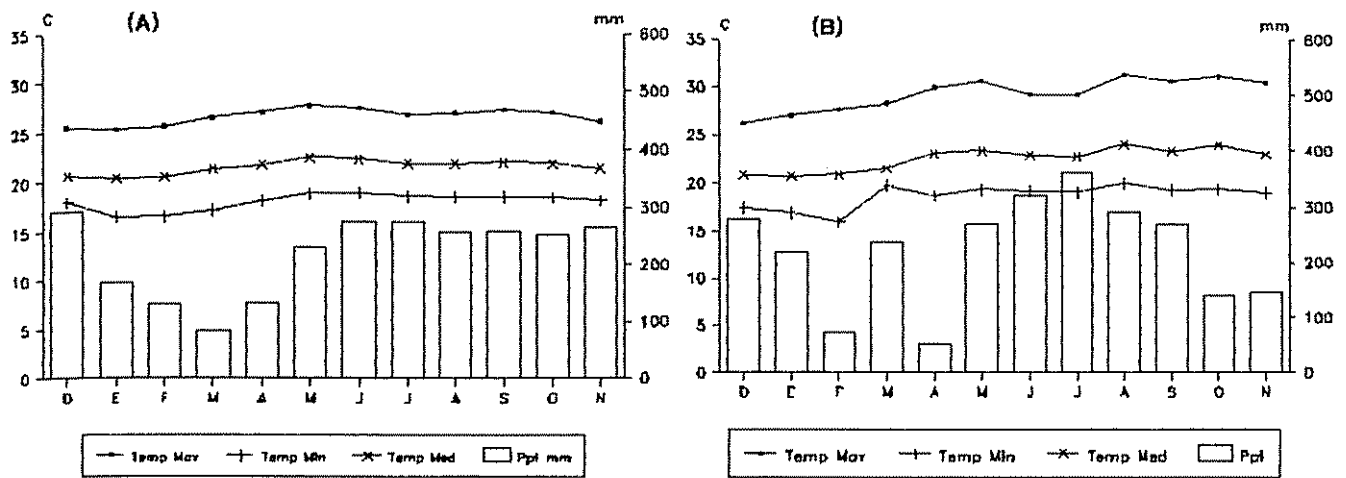 C (A) mm
35 600
30 500
25 400
20 300
15 200
10 100
5 0
0
D E F M A M J J A S O N
Temp Max Temp Min Temp Med Ppt mm
C (B) mm
35 600
30 500
25 400
20 300
15 200
10 100
5 0
0
D E F M A M J J A S O N
Temp Max Temp Min Temp Med Ppt